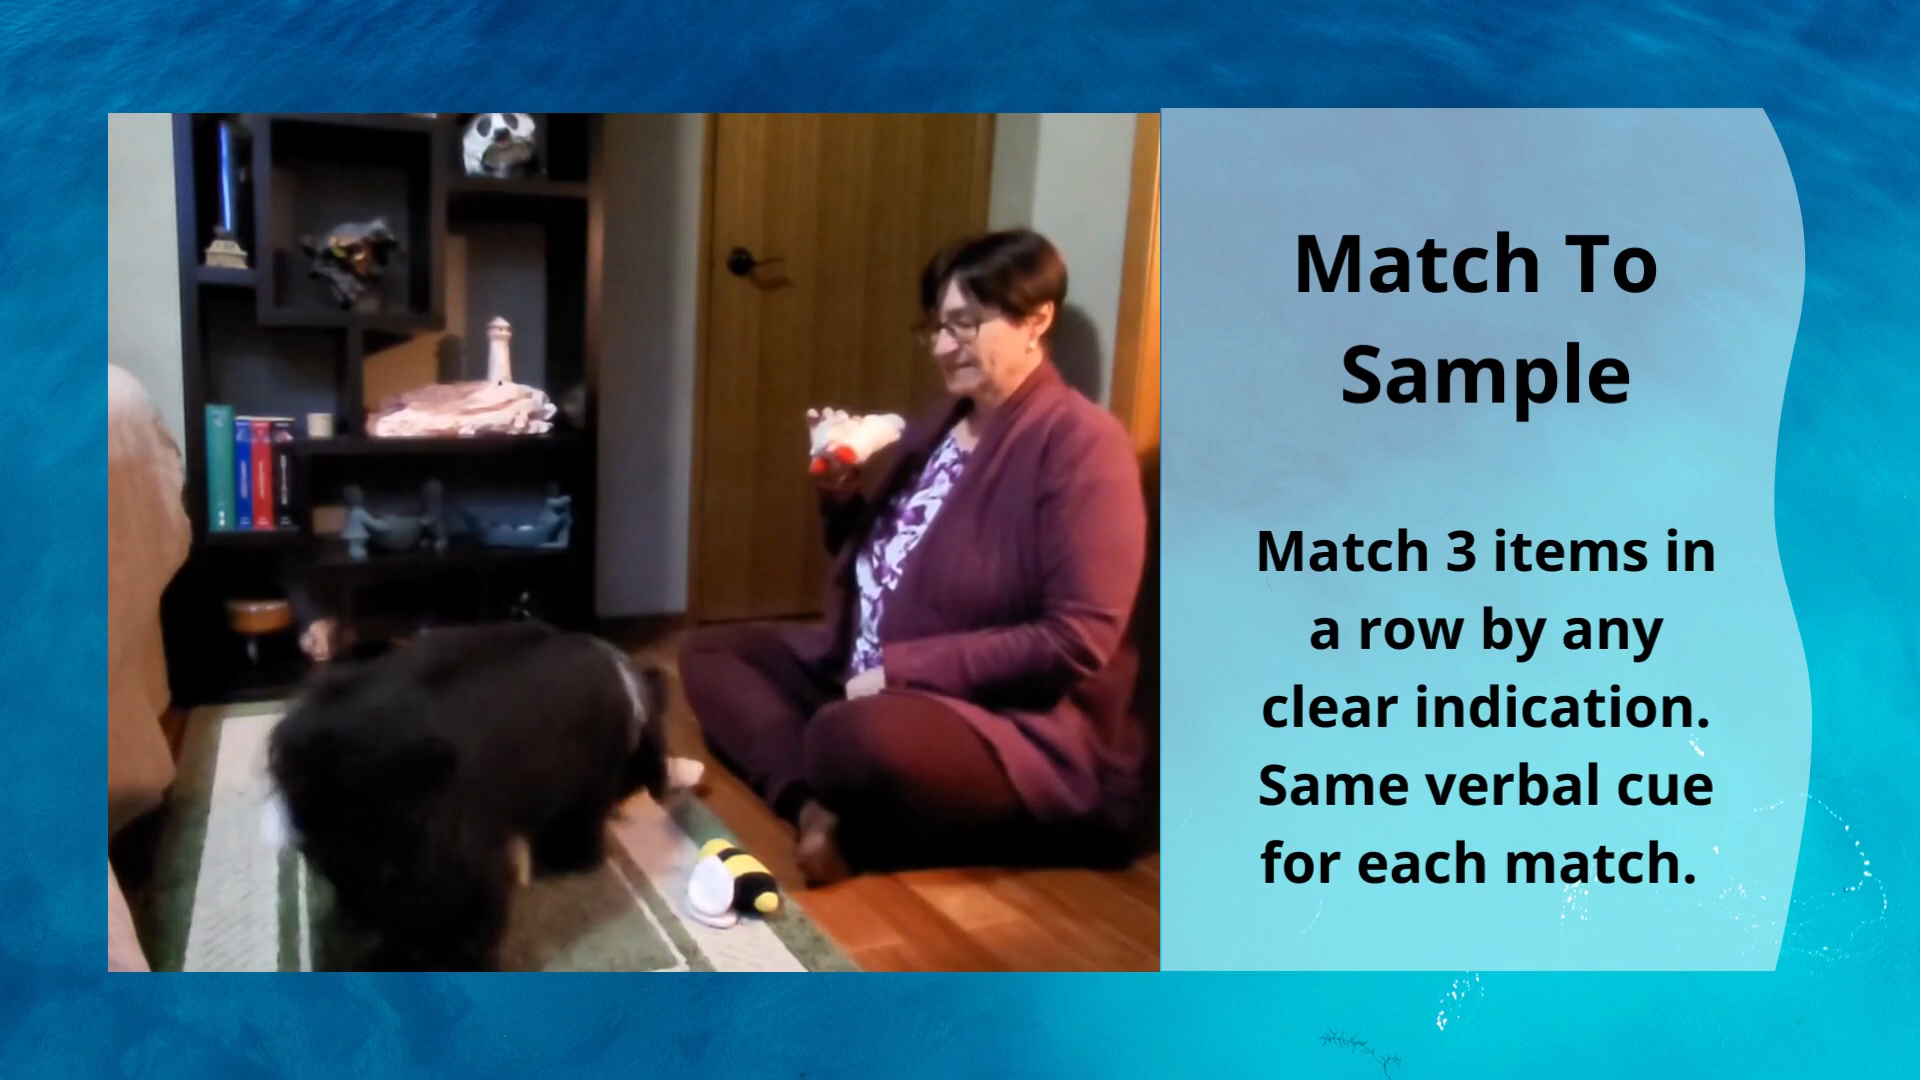 Match To
Sample
Match 3 items in
a row by any
clear indication.
Same verbal cue
for each match.